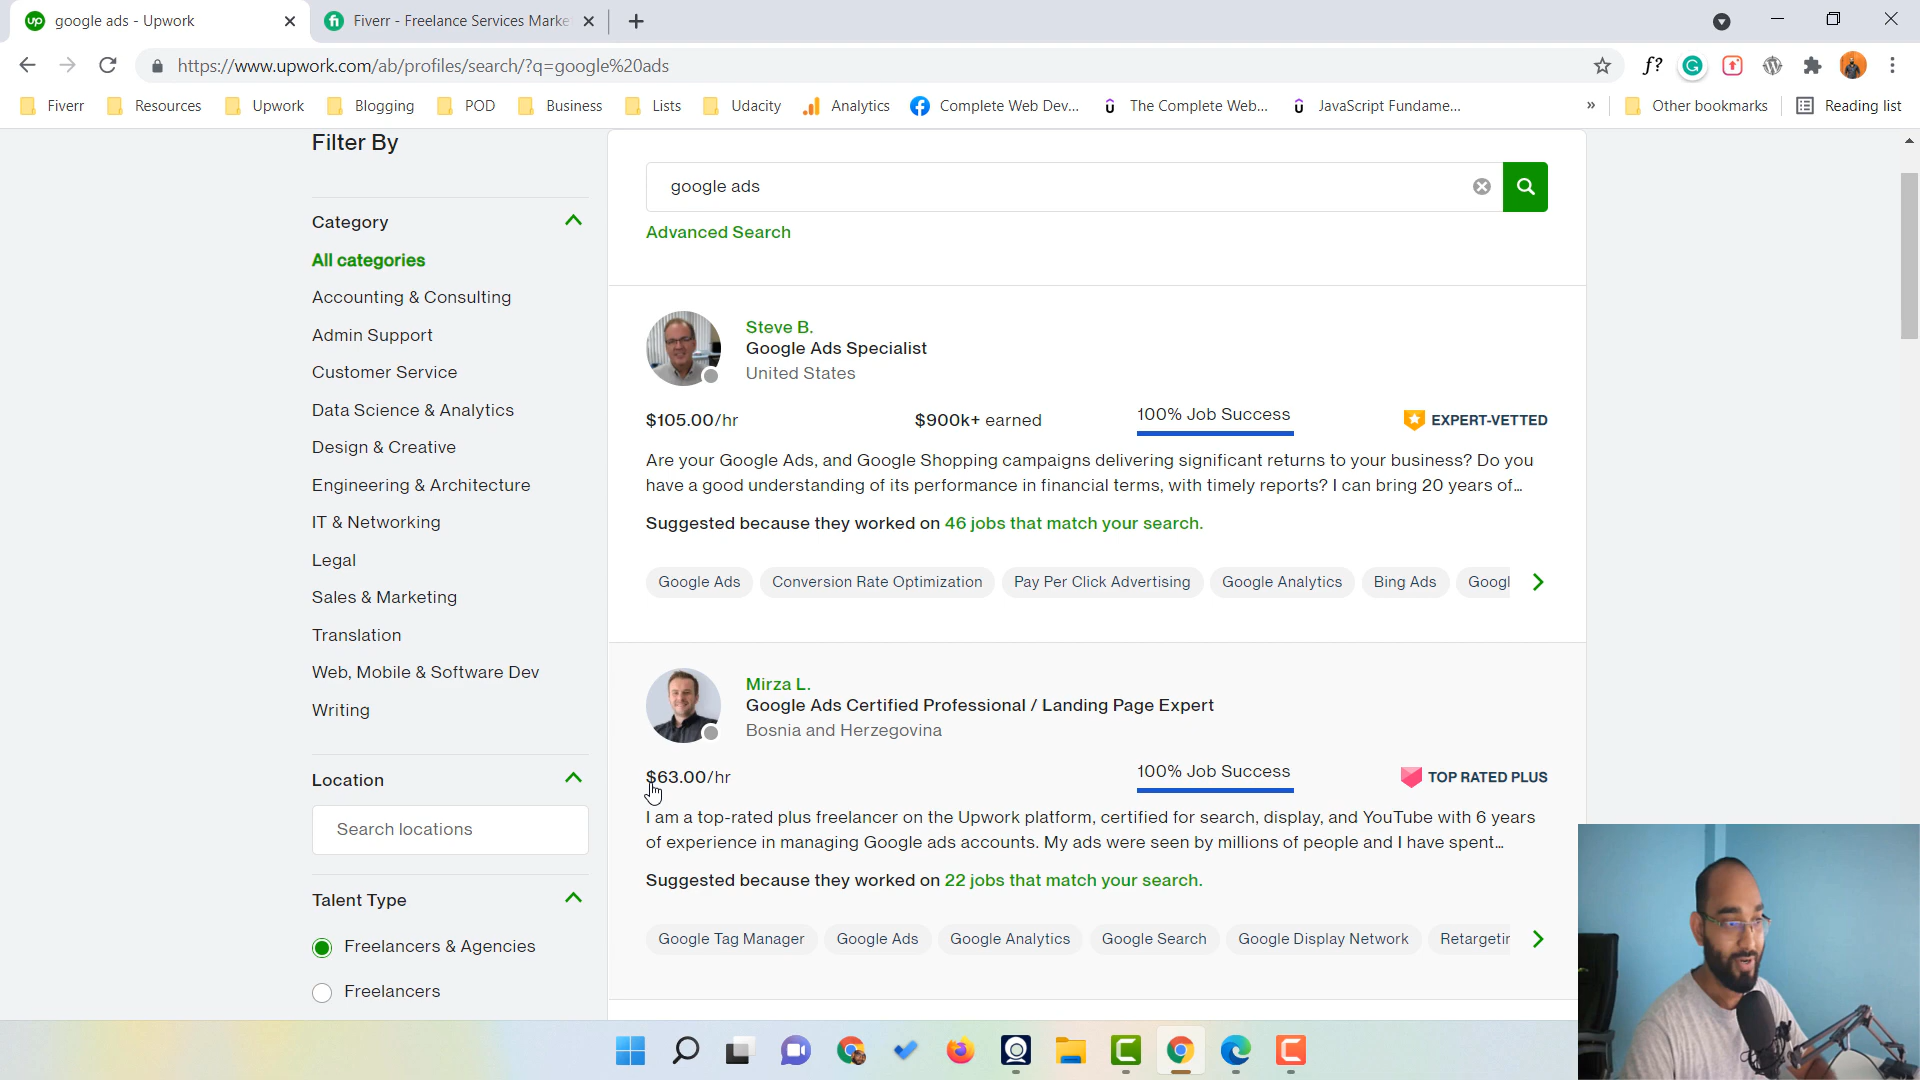 google ads - Upwork
Fiverr - Freelance Services Marke
https://www.upwork.com/ab/profiles/search/?q=google%20ads
Fiverr
Resources
Upwork
Blogging
POD
Business
Lists
Udacity
Analytics
Complete Web Dev...
The Complete Web...
JavaScript Fundame...
»
Other bookmarks
Reading list
Filter By
Category
All categories
Accounting & Consulting
Admin Support
Customer Service
Data Science & Analytics
Design & Creative
Engineering & Architecture
IT & Networking
Legal
Sales & Marketing
Translation
Web, Mobile & Software Dev
Writing
Location
Search locations
Talent Type
Freelancers & Agencies
Freelancers
google ads
Advanced Search
Steve B.
Google Ads Specialist
United States
$105.00/hr
$900k+ earned
100% Job Success
EXPERT-VETTED
Are your Google Ads, and Google Shopping campaigns delivering significant returns to your business? Do you
have a good understanding of its performance in financial terms, with timely reports? I can bring 20 years of…
Suggested because they worked on 46 jobs that match your search.
Google Ads
Conversion Rate Optimization
Pay Per Click Advertising
Google Analytics
Bing Ads
Googl
Mirza L.
Google Ads Certified Professional / Landing Page Expert
Bosnia and Herzegovina
$63.00/hr
100% Job Success
TOP RATED PLUS
I am a top-rated plus freelancer on the Upwork platform, certified for search, display, and YouTube with 6 years
of experience in managing Google ads accounts. My ads were seen by millions of people and I have spent…
Suggested because they worked on 22 jobs that match your search.
Google Tag Manager
Google Ads
Google Analytics
Google Search
Google Display Network
Retargetin